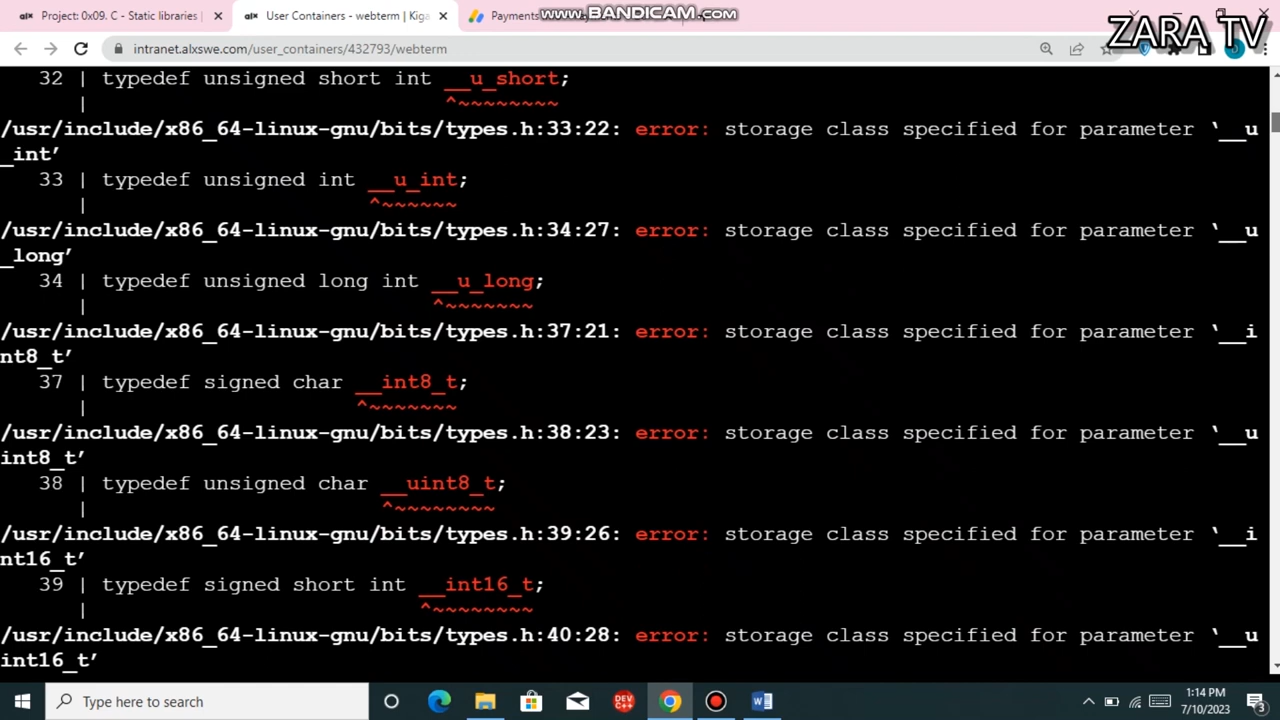 Project: 0x09. C - Static libraries |
User Containers - webterm | Kiga
Payments
www.BANDICAM.com
ZARA TV
intranet.alxswe.com/user_containers/432793/webterm
32 | typedef unsigned short int __u_short;
| ^~~~~~~~~
/usr/include/x86_64-linux-gnu/bits/types.h:33:22: error: storage class specified for parameter ‘__u
_int’
33 | typedef unsigned int __u_int;
| ^~~~~~~
/usr/include/x86_64-linux-gnu/bits/types.h:34:27: error: storage class specified for parameter ‘__u
_long’
34 | typedef unsigned long int __u_long;
| ^~~~~~~~
/usr/include/x86_64-linux-gnu/bits/types.h:37:21: error: storage class specified for parameter ‘__i
nt8_t’
37 | typedef signed char __int8_t;
| ^~~~~~~~
/usr/include/x86_64-linux-gnu/bits/types.h:38:23: error: storage class specified for parameter ‘__u
int8_t’
38 | typedef unsigned char __uint8_t;
| ^~~~~~~~~
/usr/include/x86_64-linux-gnu/bits/types.h:39:26: error: storage class specified for parameter ‘__i
nt16_t’
39 | typedef signed short int __int16_t;
| ^~~~~~~~~
/usr/include/x86_64-linux-gnu/bits/types.h:40:28: error: storage class specified for parameter ‘__u
int16_t’
Type here to search
DEV C++
1:14 PM
7/10/2023
3